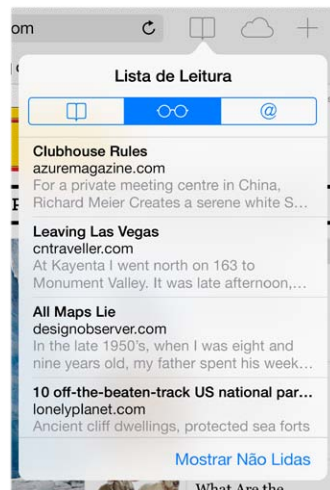 om
Lista de Leitura
@
Clubhouse Rules
azuremagazine.com
For a private meeting centre in China,
Richard Meier Creates a serene white S...
Leaving Las Vegas
cntraveller.com
At Kayenta I went north on 163 to
Monument Valley. It was late afternoon,...
All Maps Lie
designobserver.com
In the late 1950's, when I was eight and
nine years old, my father spent his week...
10 off-the-beaten-track US national par...
lonelyplanet.com
Ancient cliff dwellings, protected sea forts
Mostrar Não Lidas
What Are the